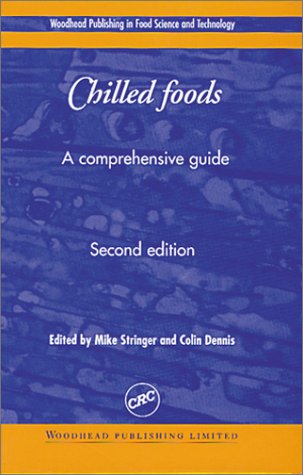 Woodhead Publishing in Food Science and Technology
Chilled foods
A comprehensive guide
Second edition
Edited by Mike Stringer and Colin Dennis
CRC
WOODHEAD PUBLISHING LIMITED